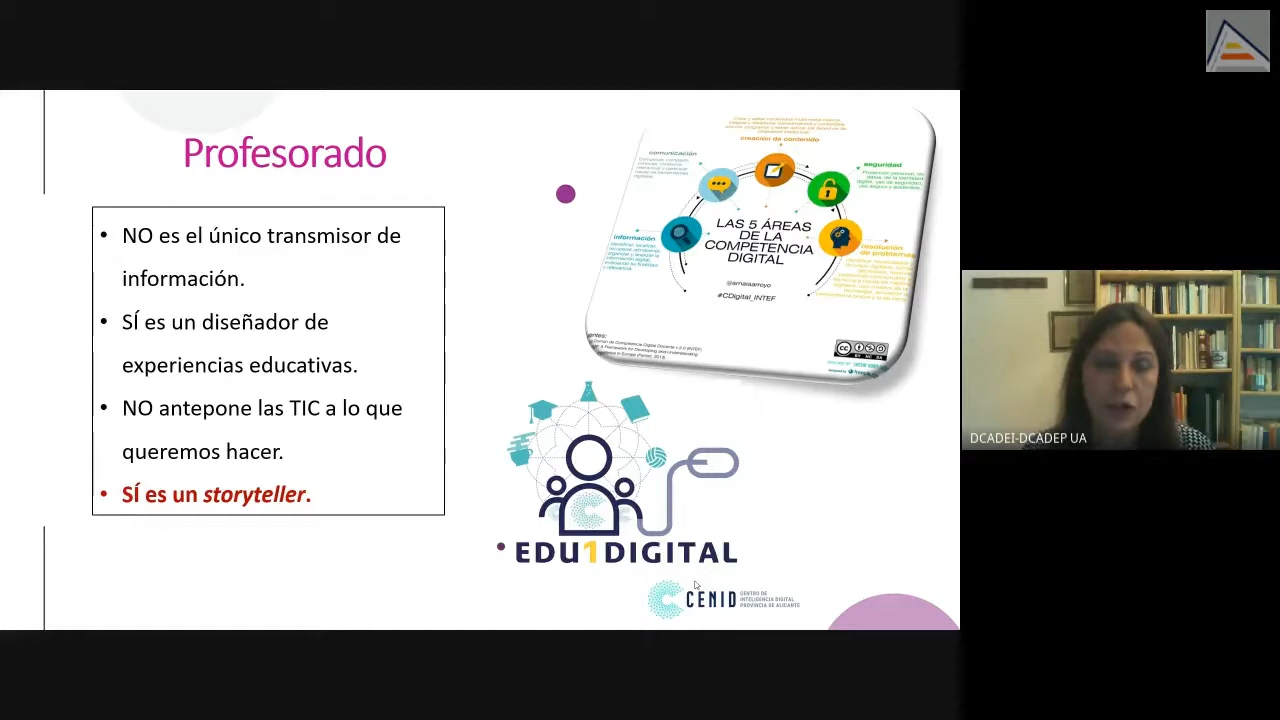 Profesorado
• NO es el único transmisor de
información.
• SÍ es un diseñador de
experiencias educativas.
• NO antepone las TIC a lo que
queremos hacer.
• SÍ es un storyteller.
creación de contenido
comunicación
seguridad
información
resolución
de problemas
LAS 5 ÁREAS
DE LA
COMPETENCIA
DIGITAL
@amaiaarroyo
#CDigital_INTEF
EDU1DIGITAL
CENID
CENTRO DE
INTELIGENCIA DIGITAL
PROVINCIA DE ALICANTE
DCADEI-DCADEP UA